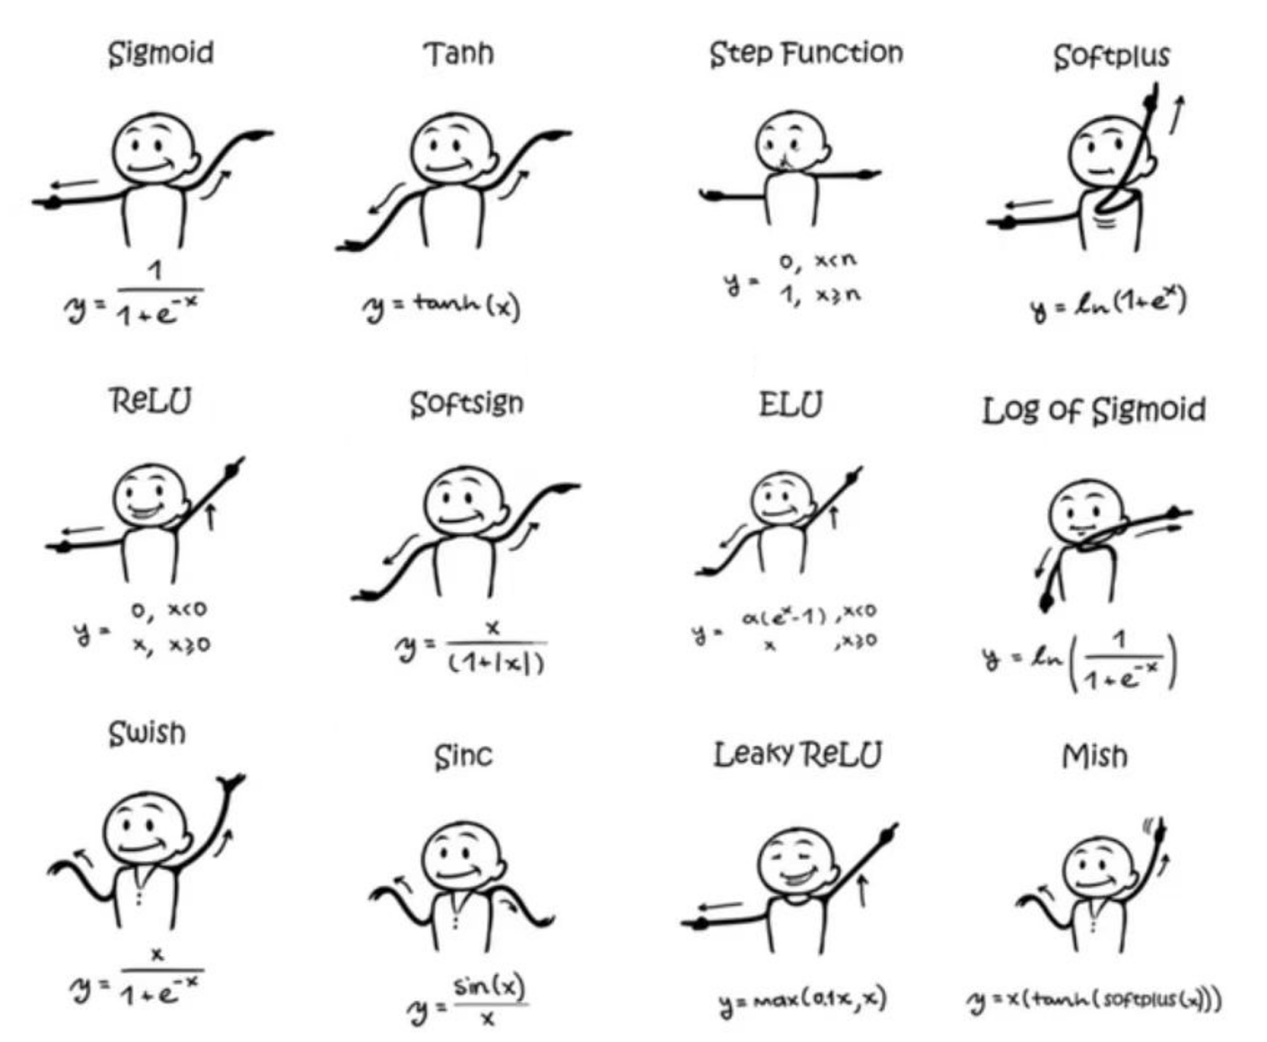 Sigmoid
Tanh
Step Function
Softplus
y = 1 / 1+e^-x
y = tanh(x)
y = 0, x<n
1, x≥n
y = ln(1+e^x)
ReLU
Softsign
ELU
Log of Sigmoid
y = 0, x<0
x, x≥0
y = x / (1+|x|)
y = α(e^x-1), x<0
x, x≥0
y = ln(1 / 1+e^-x)
Swish
Sinc
Leaky ReLU
Mish
y = x / 1+e^-x
y = sin(x) / x
y=max(0.1x,x)
y=x(tanh(softplus(x)))